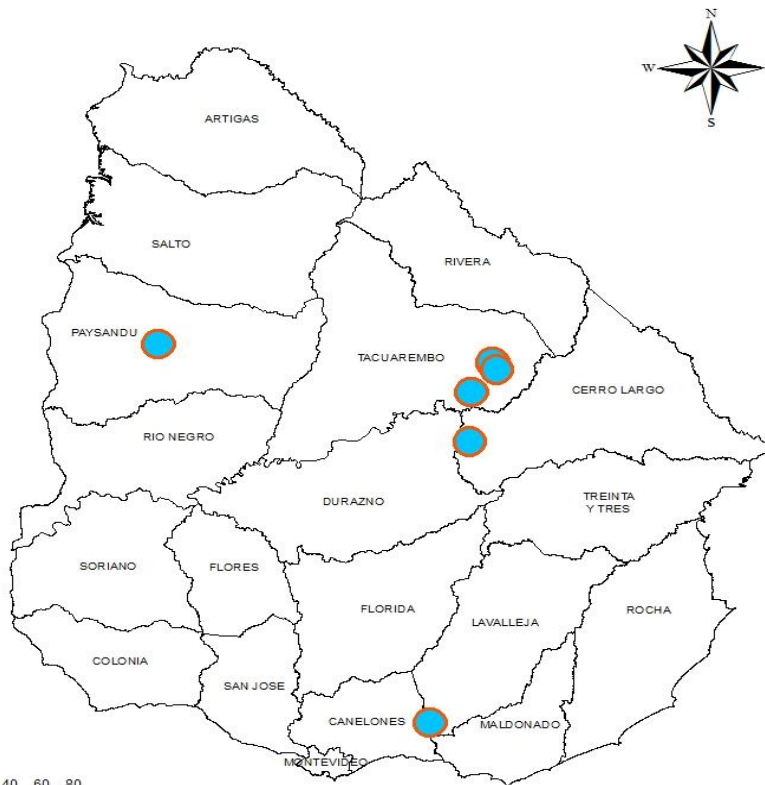 N
W
S
ARTIGAS
SALTO
RIVERA
PAYSANDU
TACUAREMBO
CERRO LARGO
RIO NEGRO
DURAZNO
TREINTA
Y TRES
SORIANO
FLORES
FLORIDA
LAVALLEJA
ROCHA
COLONIA
SAN JOSE
CANELONES
MALDONADO
MONTEVIDEO
40 60 80